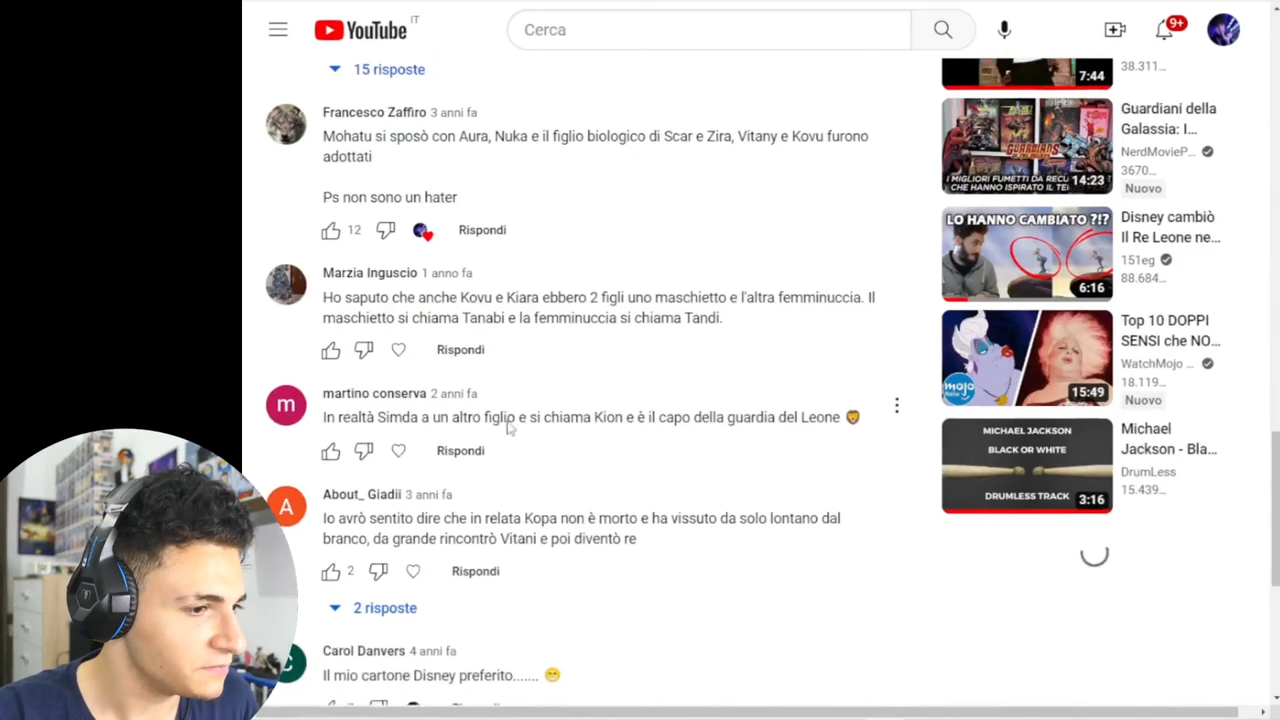 YouTube IT
Cerca
9+
15 risposte
Francesco Zaffiro 3 anni fa
Mohatu si sposò con Aura, Nuka e il figlio biologico di Scar e Zira, Vitany e Kovu furono
adottati
Ps non sono un hater
12 Rispondi
Marzia Inguscio 1 anno fa
Ho saputo che anche Kovu e Kiara ebbero 2 figli uno maschietto e l'altra femminuccia. Il
maschietto si chiama Tanabi e la femminuccia si chiama Tandi.
Rispondi
m
martino conserva 2 anni fa
In realtà Simda a un altro figlio e si chiama Kion e è il capo della guardia del Leone 🦁
Rispondi
A
About_ Giadii 3 anni fa
Io avrò sentito dire che in relata Kopa non è morto e ha vissuto da solo lontano dal
branco, da grande rincontrò Vitani e poi diventò re
2 Rispondi
2 risposte
Carol Danvers 4 anni fa
Il mio cartone Disney preferito....... 😁
7:44
38.311...
GUARDIANI
I MIGLIORI FUMETTI DA RECU
CHE HANNO ISPIRATO IL TE
14:23
Guardiani della
Galassia: I...
NerdMovieP...
3670...
Nuovo
LO HANNO CAMBIATO ?!?
6:16
Disney cambiò
Il Re Leone ne...
151eg
88.684...
mojo
15:49
Top 10 DOPPI
SENSI che NO...
WatchMojo ...
18.119...
Nuovo
MICHAEL JACKSON
BLACK OR WHITE
DRUMLESS TRACK
3:16
Michael
Jackson - Bla...
DrumLess
15.439...